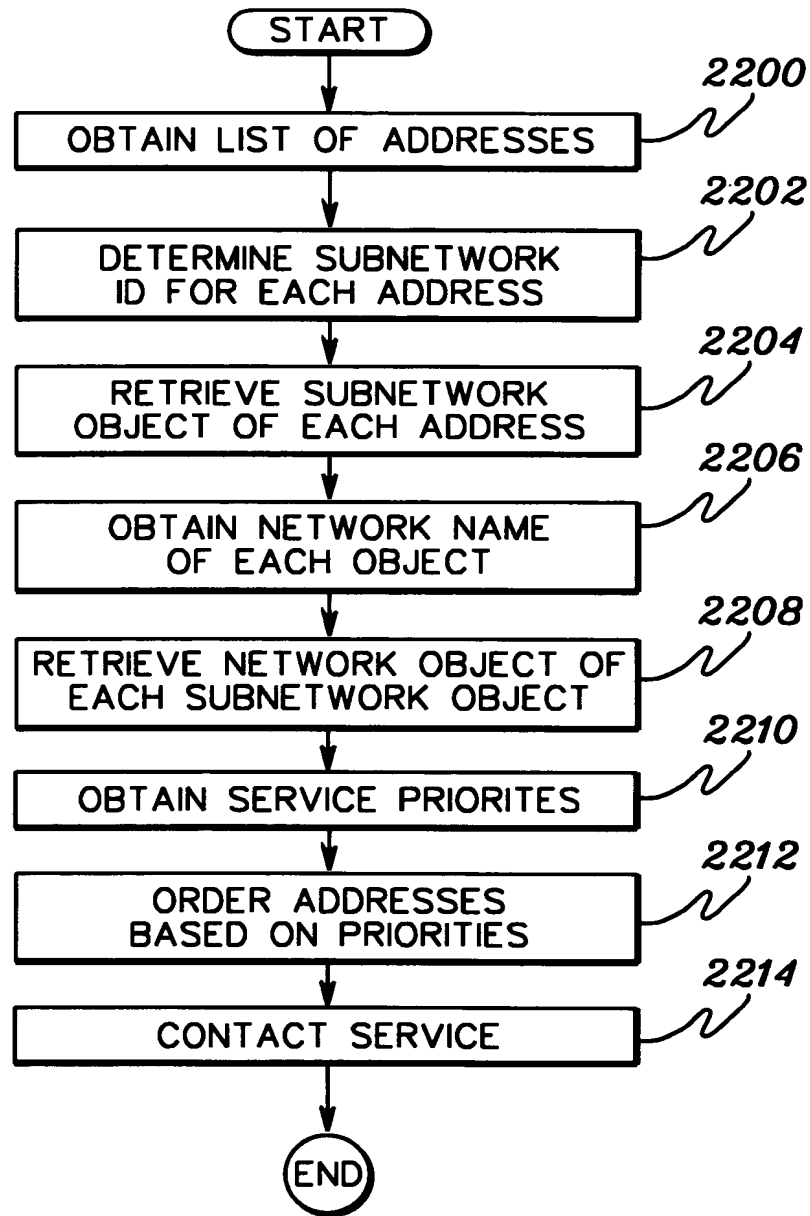 START
2200
OBTAIN LIST OF ADDRESSES
2202
DETERMINE SUBNETWORK
ID FOR EACH ADDRESS
2204
RETRIEVE SUBNETWORK
OBJECT OF EACH ADDRESS
2206
OBTAIN NETWORK NAME
OF EACH OBJECT
2208
RETRIEVE NETWORK OBJECT OF
EACH SUBNETWORK OBJECT
2210
OBTAIN SERVICE PRIORITES
2212
ORDER ADDRESSES
BASED ON PRIORITIES
2214
CONTACT SERVICE
END